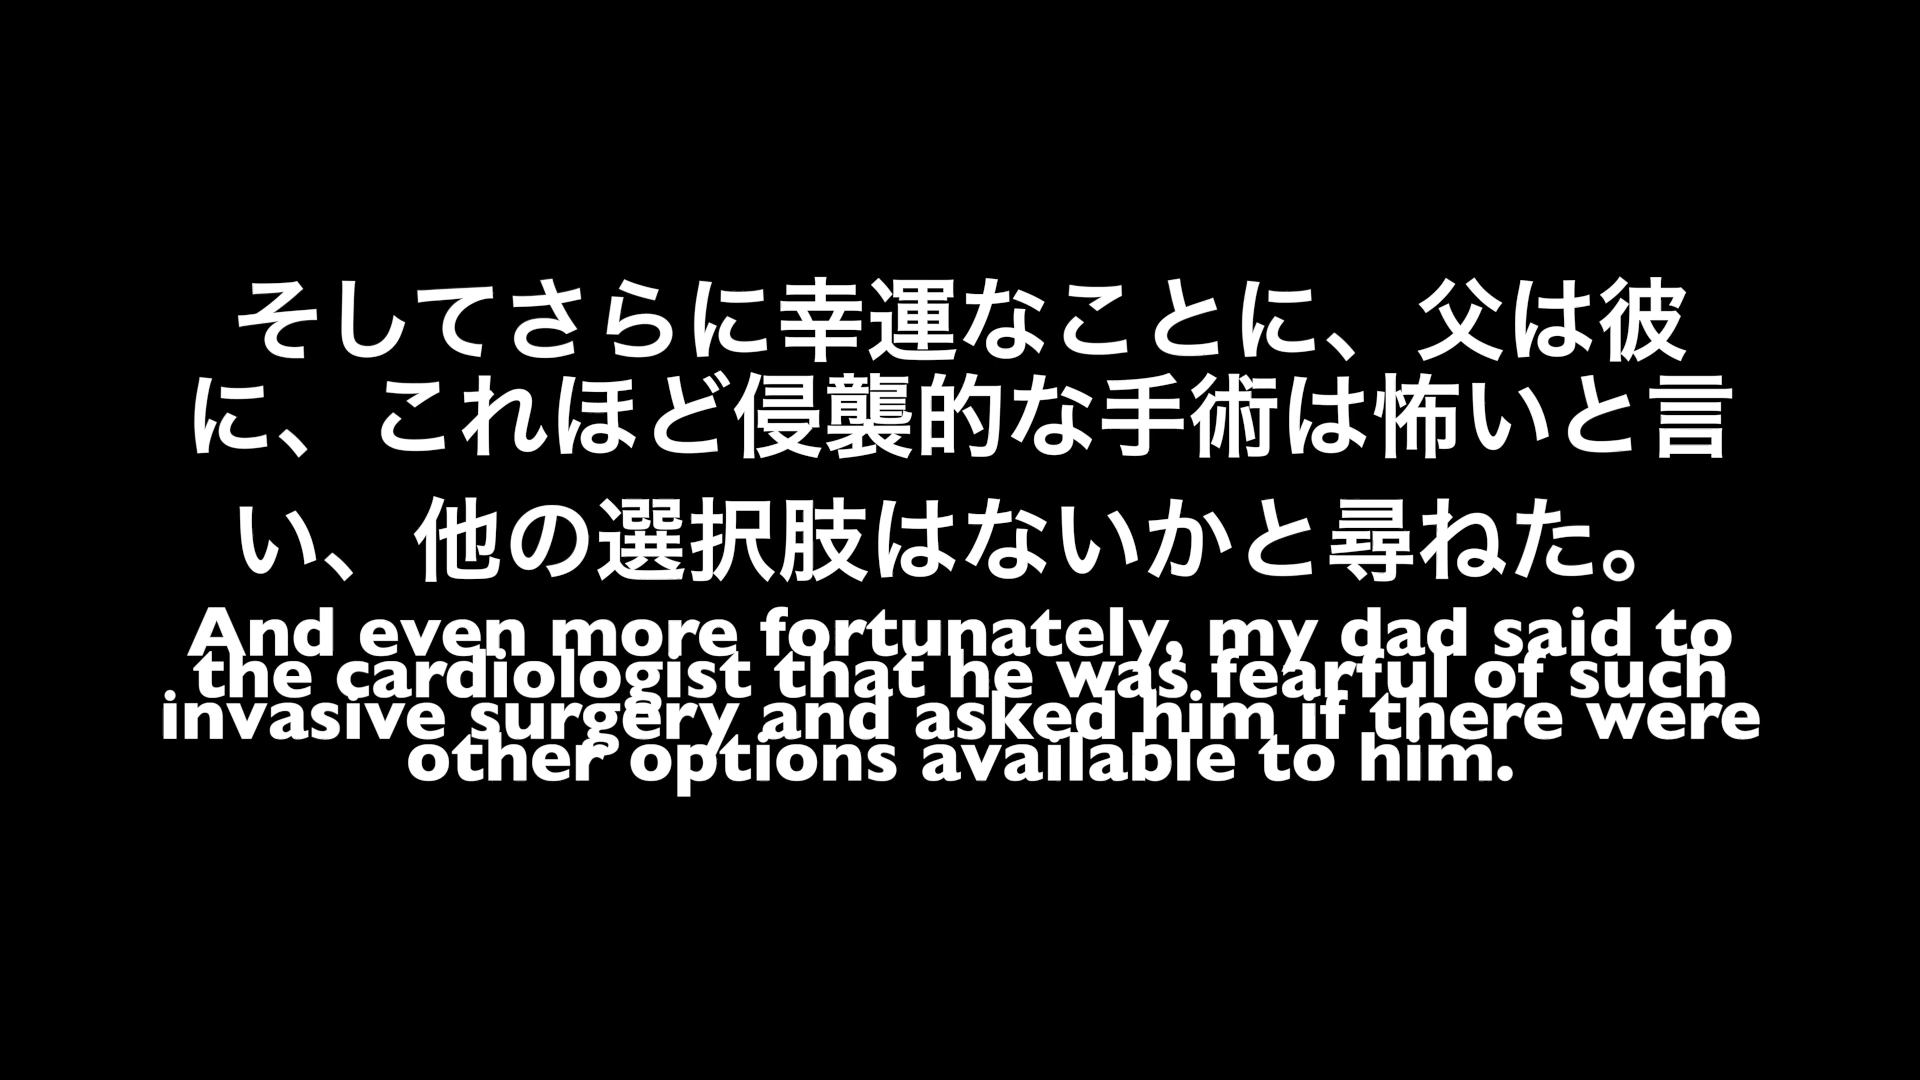 そしてさらに幸運なことに、父は彼
に、これほど侵襲的な手術は怖いと言
い、他の選択肢はないかと尋ねた。
And even more fortunately, my dad said to
the cardiologist that he was fearful of such
invasive surgery and asked him if there were
other options available to him.